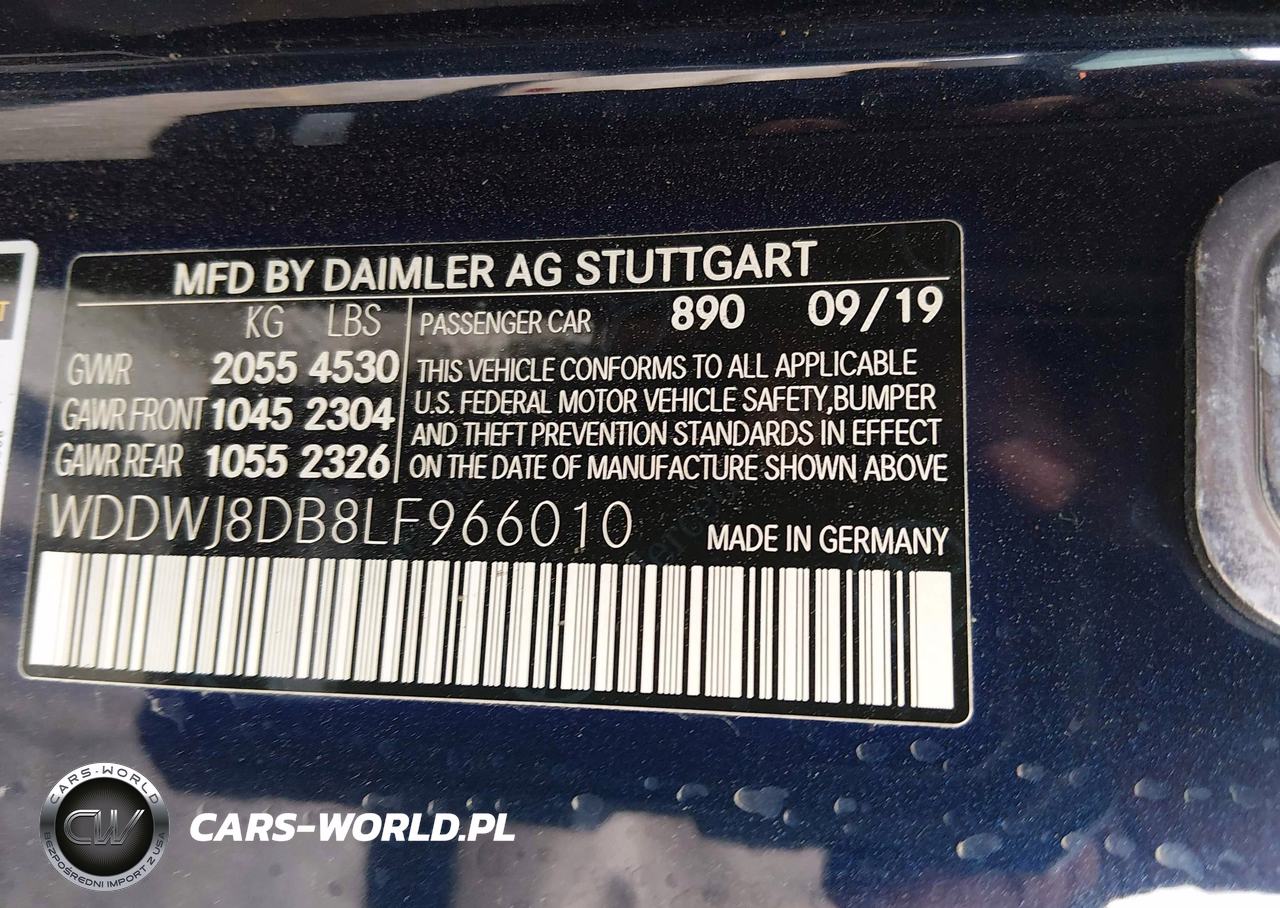 MFD BY DAIMLER AG STUTTGART
KG LBS
PASSENGER CAR 890 09/19
GVWR 2055 4530
GAWR FRONT 1045 2304
GAWR REAR 1055 2326
THIS VEHICLE CONFORMS TO ALL APPLICABLE
U.S. FEDERAL MOTOR VEHICLE SAFETY,BUMPER
AND THEFT PREVENTION STANDARDS IN EFFECT
ON THE DATE OF MANUFACTURE SHOWN ABOVE
WDDWJ8DB8LF966010
MADE IN GERMANY
CARS-WORLD
CW
BEZPOŚREDNI IMPORT Z USA
CARS-WORLD.PL